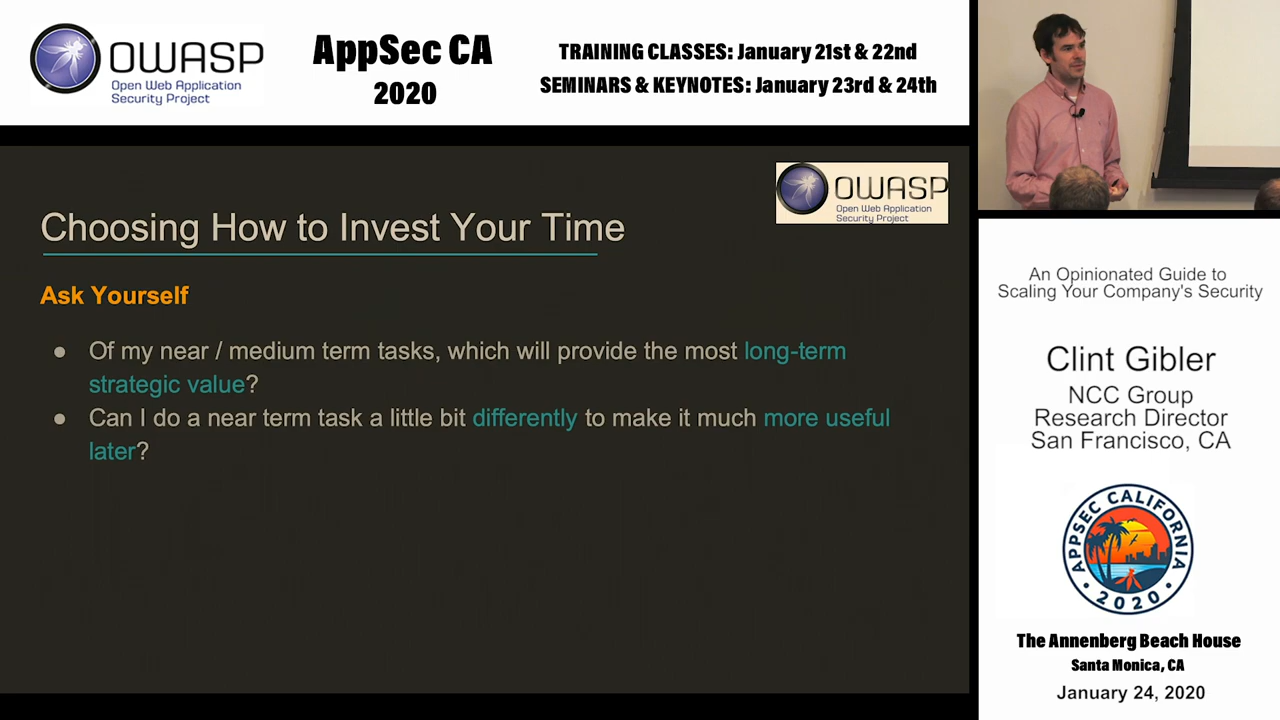 OWASP
Open Web Application
Security Project
AppSec CA
2020
TRAINING CLASSES: January 21st & 22nd
SEMINARS & KEYNOTES: January 23rd & 24th
OWASP
Open Web Application
Security Project
Choosing How to Invest Your Time
Ask Yourself
● Of my near / medium term tasks, which will provide the most long-term
strategic value?
● Can I do a near term task a little bit differently to make it much more useful
later?
An Opinionated Guide to
Scaling Your Company's Security
Clint Gibler
NCC Group
Research Director
San Francisco, CA
APPSEC CALIFORNIA
• 2020 •
The Annenberg Beach House
Santa Monica, CA
January 24, 2020